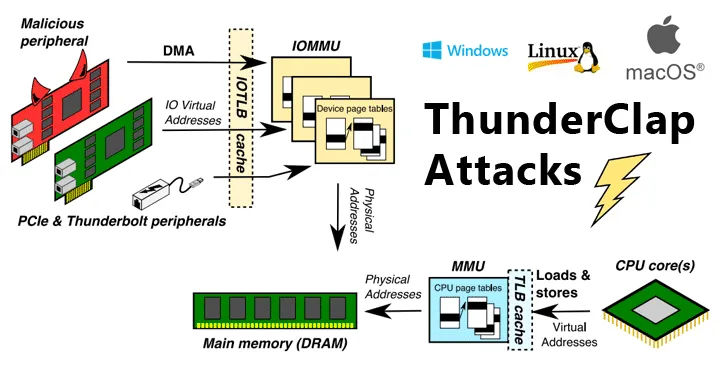 Malicious
peripheral
DMA
IOMMU
IO Virtual
Addresses
IOTLB
cache
Device page tables
PCIe & Thunderbolt peripherals
Windows
Linux
macOS®
ThunderClap
Attacks
Physical
Addresses
Main memory (DRAM)
Physical
Addresses
MMU
CPU page tables
TLB cache
Loads &
stores
Virtual
Addresses
CPU core(s)